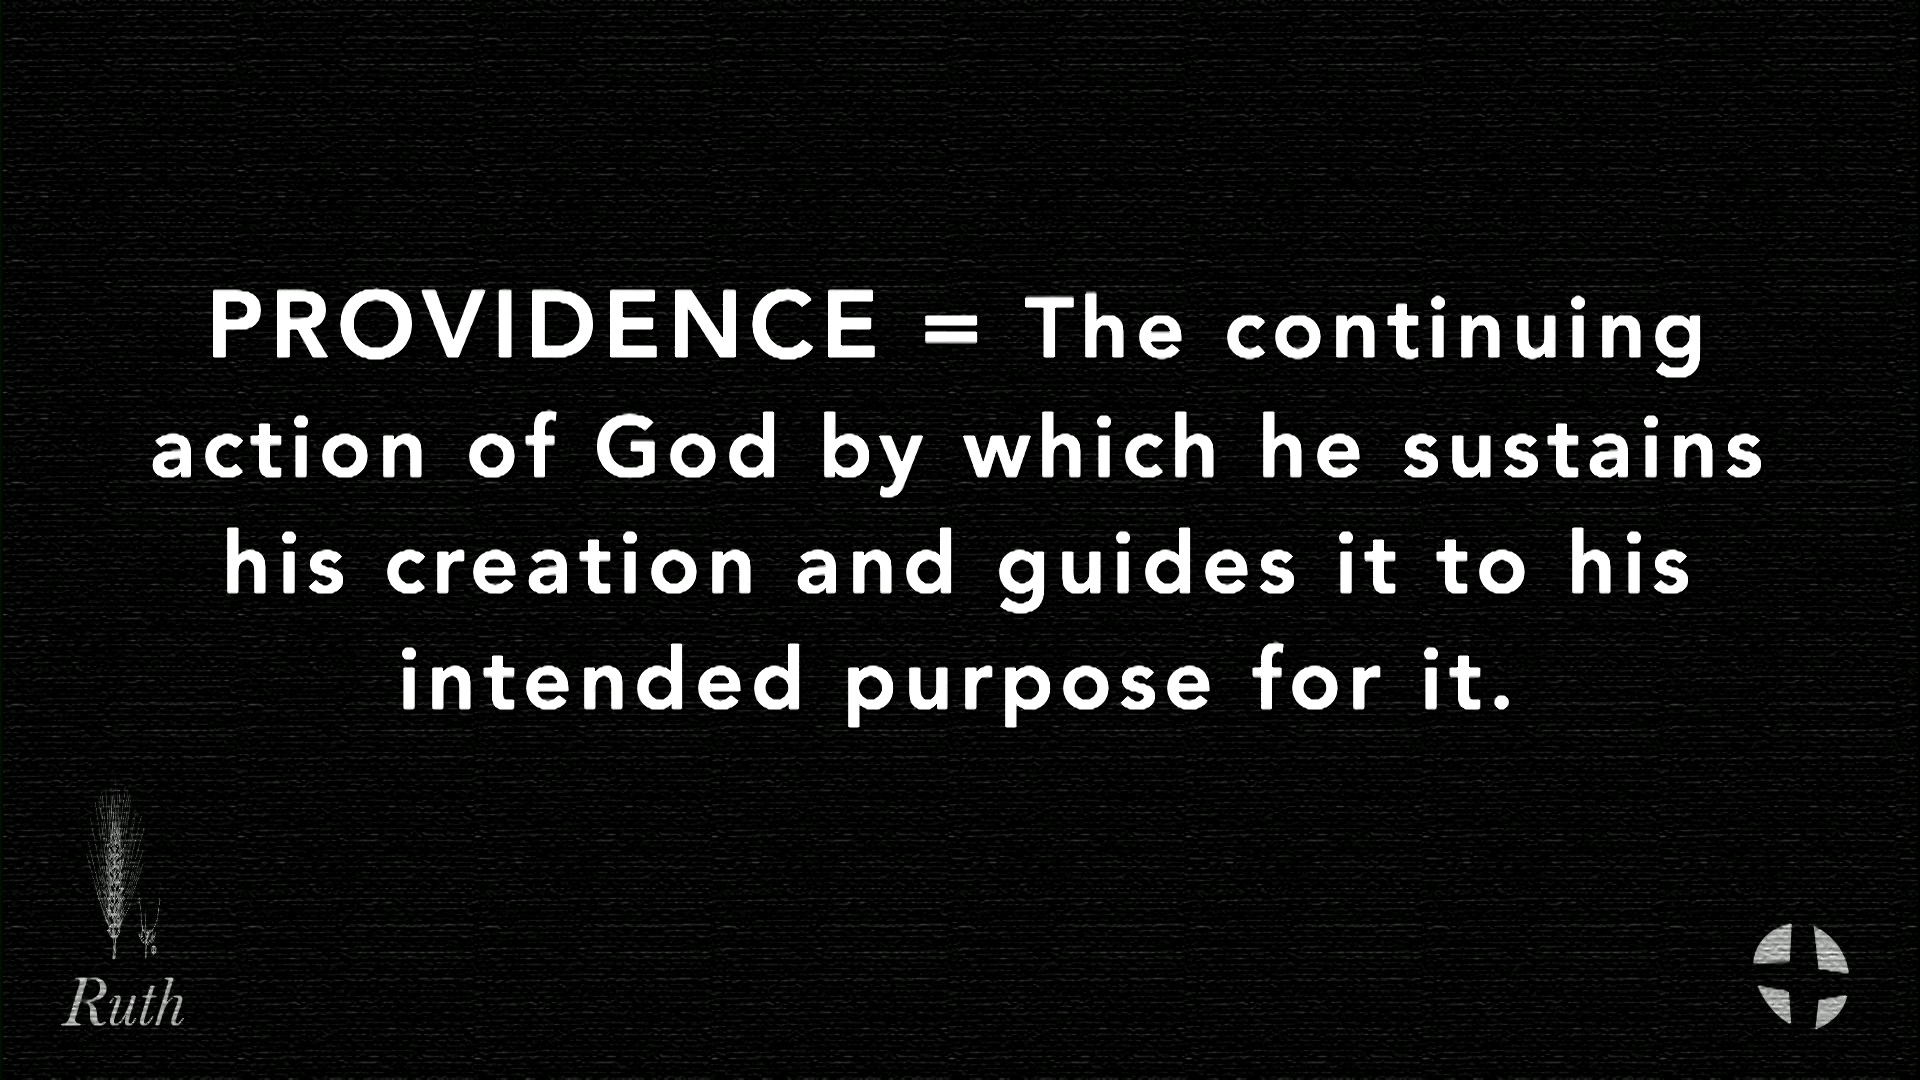 PROVIDENCE = The continuing
action of God by which he sustains
his creation and guides it to his
intended purpose for it.
Ruth